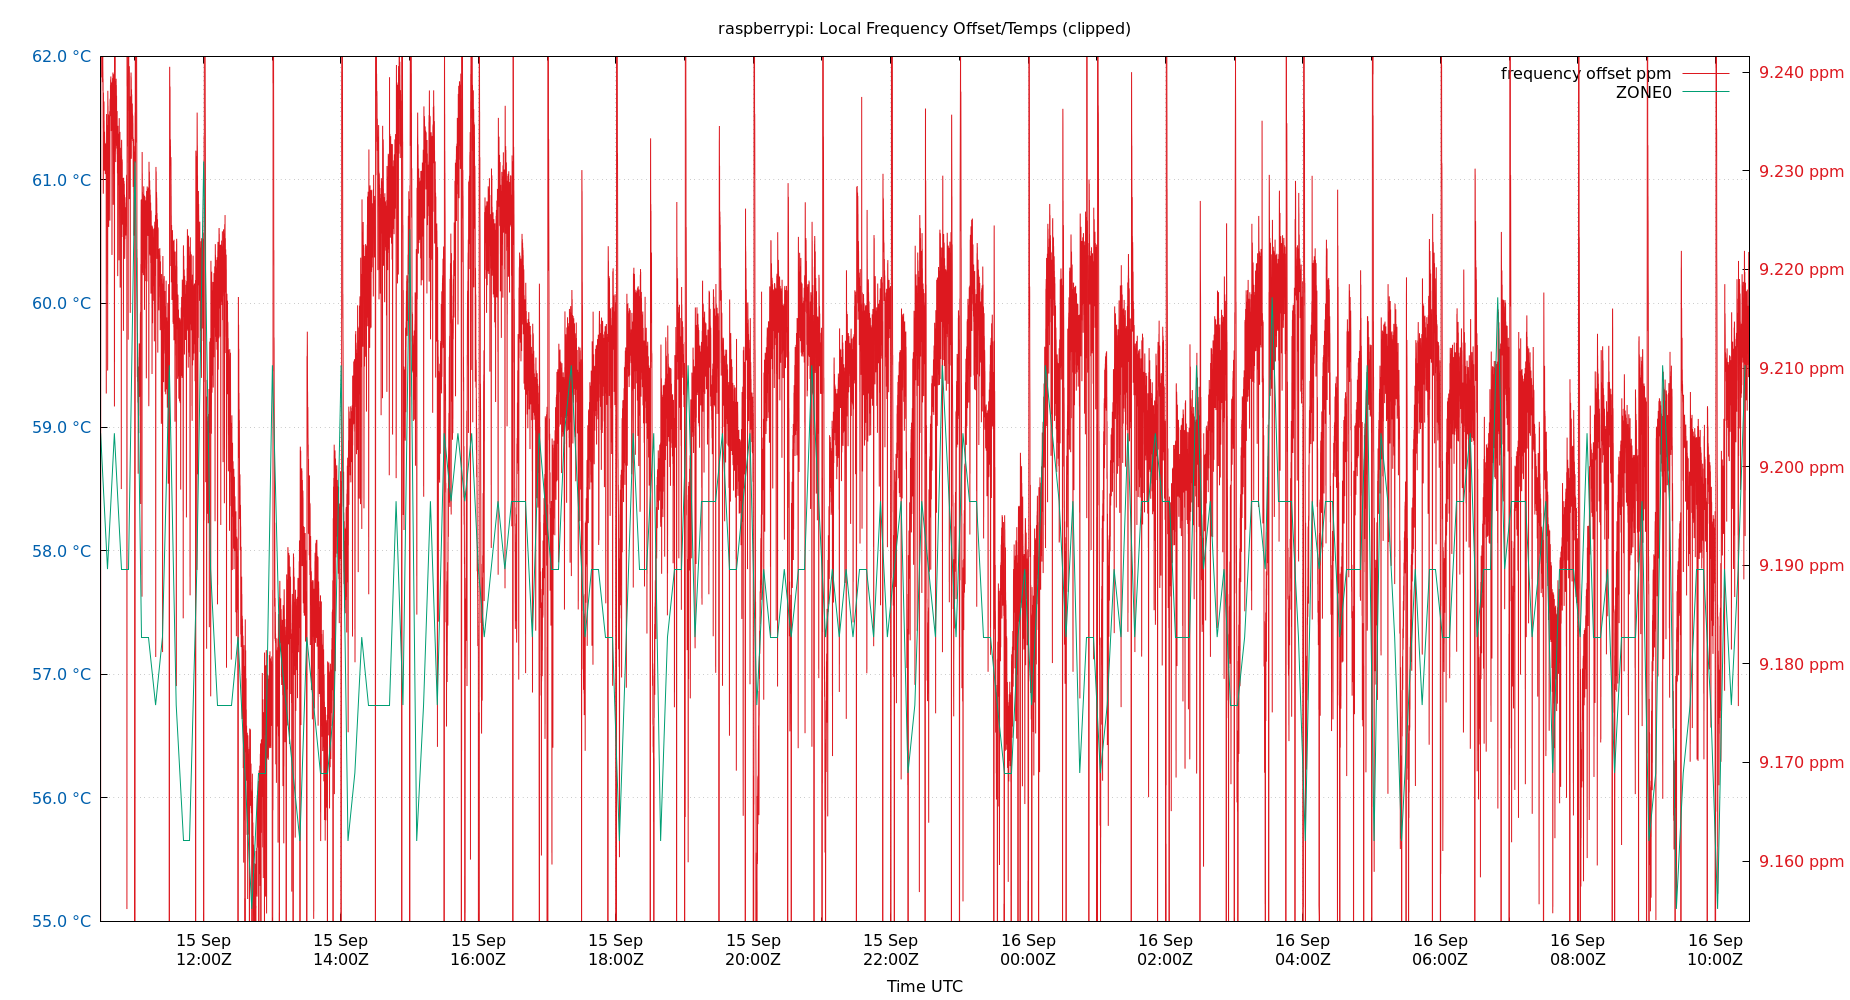 raspberrypi: Local Frequency Offset/Temps (clipped)
62.0 °C
61.0 °C
60.0 °C
59.0 °C
58.0 °C
57.0 °C
56.0 °C
55.0 °C
frequency offset ppm
ZONE0
9.240 ppm
9.230 ppm
9.220 ppm
9.210 ppm
9.200 ppm
9.190 ppm
9.180 ppm
9.170 ppm
9.160 ppm
15 Sep
12:00Z
15 Sep
14:00Z
15 Sep
16:00Z
15 Sep
18:00Z
15 Sep
20:00Z
15 Sep
22:00Z
16 Sep
00:00Z
16 Sep
02:00Z
16 Sep
04:00Z
16 Sep
06:00Z
16 Sep
08:00Z
16 Sep
10:00Z
Time UTC